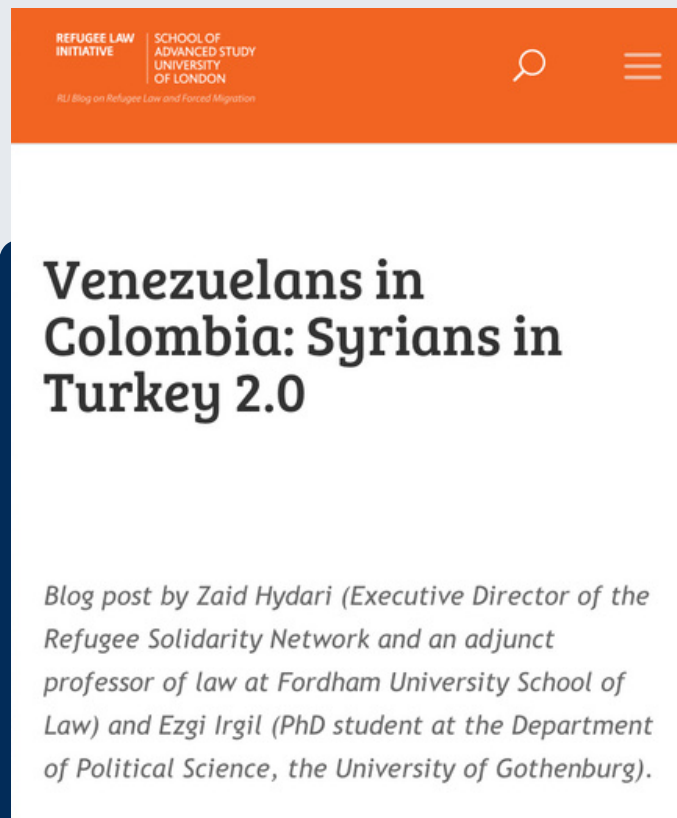 REFUGEE LAW
INITIATIVE
SCHOOL OF
ADVANCED STUDY
UNIVERSITY
OF LONDON
RLI Blog on Refugee Law and Forced Migration
Venezuelans in
Colombia: Syrians in
Turkey 2.0
Blog post by Zaid Hydari (Executive Director of the
Refugee Solidarity Network and an adjunct
professor of law at Fordham University School of
Law) and Ezgi Irgil (PhD student at the Department
of Political Science, the University of Gothenburg).